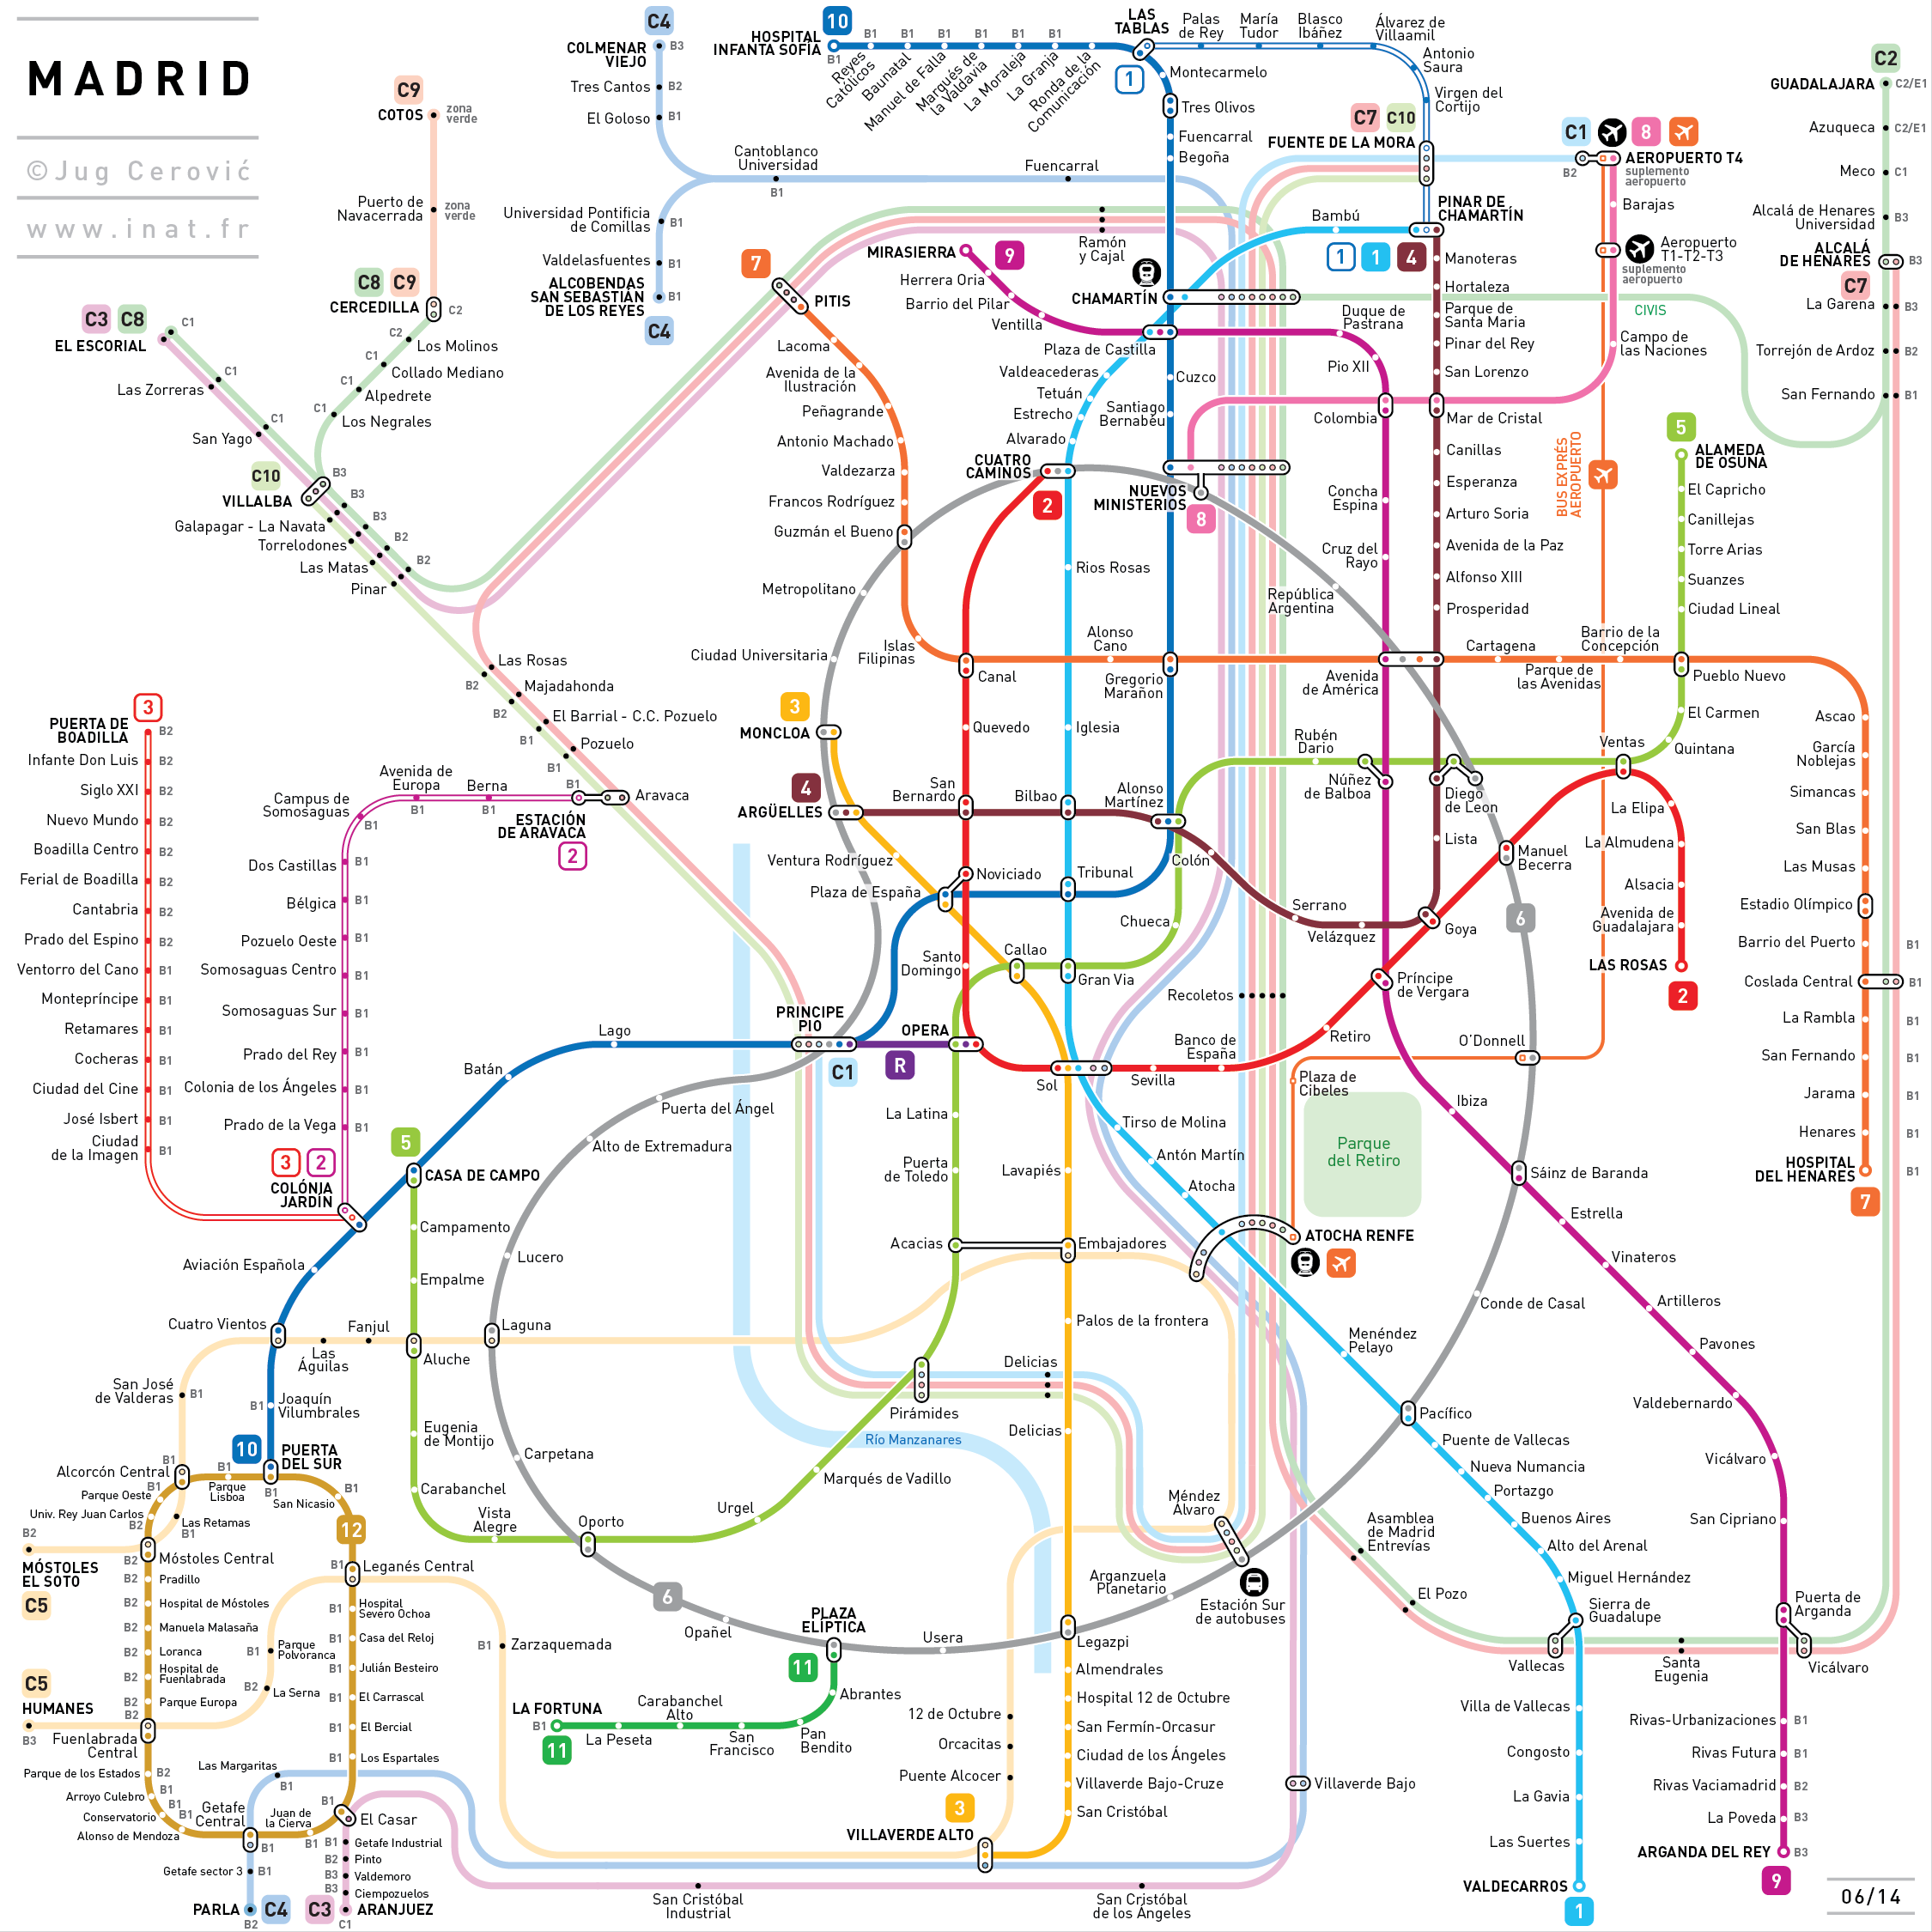 MADRID
©Jug Cerović
www.inat.fr
C9
COTOS
zona
verde
Puerto de
Navacerrada
zona
verde
C8 C9
CERCEDILLA
C2
C2
Los Molinos
C1
Collado Mediano
C1
Alpedrete
C1
Los Negrales
C3 C8
EL ESCORIAL
C1
Las Zorreras
C1
San Yago
C1
C10
VILLALBA
B3
Galapagar - La Navata
B3
Torrelodones
B3
Las Matas
B2
Pinar
B2
Las Rosas
B2
Majadahonda
B2
El Barrial - C.C. Pozuelo
B1
Pozuelo
B1
Aravaca
C4
COLMENAR
VIEJO
B3
Tres Cantos
B2
El Goloso
B1
Cantoblanco
Universidad
B1
Fuencarral
Universidad Pontificia
de Comillas
B1
Valdelasfuentes
B1
ALCOBENDAS
SAN SEBASTIÁN
DE LOS REYES
B1
C4
10
HOSPITAL
INFANTA SOFÍA
B1
B1
B1
B1
B1
B1
B1
Reyes
Católicos
Baunatal
Manuel de Falla
Marqués de
la Valdavia
La Moraleja
La Granja
Ronda de la
Comunicación
LAS
TABLAS
1
Palas
de Rey
María
Tudor
Blasco
Ibáñez
Álvarez de
Villaamil
Antonio
Saura
Virgen del
Cortijo
Montecarmelo
Tres Olivos
Fuencarral
Begoña
C7 C10
FUENTE DE LA MORA
PINAR DE
CHAMARTÍN
Bambú
1 1 4
C1 8
AEROPUERTO T4
B2
suplemento
aeropuerto
Barajas
Aeropuerto
T1-T2-T3
suplemento
aeropuerto
CIVIS
Campo de
las Naciones
C2
GUADALAJARA
C2/E1
Azuqueca
C2/E1
Meco
C1
Alcalá de Henares
Universidad
B3
ALCALÁ
DE HENARES
B3
C7
La Garena
B3
Torrejón de Ardoz
B2
San Fernando
B1
Ramón
y Cajal
MIRASIERRA
9
Herrera Oria
Barrio del Pilar
Ventilla
CHAMARTÍN
Plaza de Castilla
Duque de
Pastrana
Pio XII
Colombia
Concha
Espina
Cruz del
Rayo
Manoteras
Hortaleza
Parque de
Santa Maria
Pinar del Rey
San Lorenzo
Mar de Cristal
Canillas
Esperanza
Arturo Soria
Avenida de la Paz
Alfonso XIII
Prosperidad
BUS EXPRÉS
AEROPUERTO
7
PITIS
Lacoma
Avenida de la
Ilustración
Peñagrande
Antonio Machado
Valdezarza
Francos Rodríguez
Guzmán el Bueno
Metropolitano
Ciudad Universitaria
Islas
Filipinas
Valdeacederas
Tetuán
Estrecho
Alvarado
CUATRO
CAMINOS
2
Cuzco
Santiago
Bernabéu
NUEVOS
MINISTERIOS
8
Rios Rosas
República
Argentina
Canal
Alonso
Cano
Gregorio
Marañon
Avenida
de América
Cartagena
Parque de
las Avenidas
Barrio de la
Concepción
Pueblo Nuevo
5
ALAMEDA
DE OSUNA
El Capricho
Canillejas
Torre Arias
Suanzes
Ciudad Lineal
El Carmen
Quintana
Ventas
La Elipa
La Almudena
Alsacia
Avenida de
Guadalajara
LAS ROSAS
2
Ascao
García
Noblejas
Simancas
San Blas
Las Musas
Estadio Olímpico
Barrio del Puerto
B1
Coslada Central
B1
La Rambla
B1
San Fernando
B1
Jarama
B1
Henares
B1
HOSPITAL
DEL HENARES
B1
7
3
MONCLOA
4
ARGÜELLES
Quevedo
Iglesia
San
Bernardo
Bilbao
Alonso
Martínez
Rubén
Dario
Núñez
de Balboa
Diego
de Leon
Lista
Manuel
Becerra
Ventura Rodríguez
Plaza de España
Noviciado
Tribunal
Colón
Chueca
Serrano
Velázquez
Goya
6
Príncipe
de Vergara
Santo
Domingo
Callao
Gran Via
Recoletos
PRINCIPE
PIO
C1
R
OPERA
Sol
Sevilla
Banco de
España
Retiro
O'Donnell
Plaza de
Cibeles
Parque
del Retiro
Ibiza
Sáinz de Baranda
Estrella
Vinateros
Artilleros
Pavones
Valdebernardo
Vicálvaro
San Cipriano
Puerta de
Arganda
Vicálvaro
Rivas-Urbanizaciones
B1
Rivas Futura
B1
Rivas Vaciamadrid
B2
La Poveda
B3
ARGANDA DEL REY
B3
9
3
PUERTA DE
BOADILLA
B2
Infante Don Luis
B2
Siglo XXI
B2
Nuevo Mundo
B2
Boadilla Centro
B2
Ferial de Boadilla
B2
Cantabria
B2
Prado del Espino
B2
Ventorro del Cano
B1
Montepríncipe
B1
Retamares
B1
Cocheras
B1
Ciudad del Cine
B1
José Isbert
B1
Ciudad
de la Imagen
B1
Avenida de
Europa
B1
Berna
B1
B1
ESTACIÓN
DE ARAVACA
2
Campus de
Somosaguas
B1
Dos Castillas
B1
Bélgica
B1
Pozuelo Oeste
B1
Somosaguas Centro
B1
Somosaguas Sur
B1
Prado del Rey
B1
Colonia de los Ángeles
B1
Prado de la Vega
B1
3 2
COLÓNJA
JARDÍN
Lago
Batán
5
CASA DE CAMPO
Campamento
Empalme
Aluche
Eugenia
de Montijo
Carabanchel
Vista
Alegre
Oporto
Urgel
Marqués de Vadillo
Pirámides
Puerta del Ángel
Alto de Extremadura
Lucero
Laguna
Carpetana
6
Opañel
PLAZA
ELÍPTICA
11
Usera
Abrantes
Pan
Bendito
San
Francisco
Carabanchel
Alto
La Peseta
LA FORTUNA
B1
11
La Latina
Puerta
de Toledo
Acacias
Lavapiés
Embajadores
Palos de la frontera
Delicias
Delicias
Río Manzanares
Tirso de Molina
Antón Martín
Atocha
ATOCHA RENFE
Menéndez
Pelayo
Conde de Casal
Pacífico
Puente de Vallecas
Nueva Numancia
Portazgo
Buenos Aires
Alto del Arenal
Miguel Hernández
Sierra de
Guadalupe
Vallecas
Santa
Eugenia
Villa de Vallecas
Congosto
La Gavia
Las Suertes
VALDECARROS
1
Asamblea
de Madrid
Entrevías
El Pozo
Méndez
Álvaro
Estación Sur
de autobuses
Arganzuela
Planetario
Legazpi
Almendrales
Hospital 12 de Octubre
San Fermín-Orcasur
Ciudad de los Ángeles
Villaverde Bajo-Cruze
San Cristóbal
12 de Octubre
Orcacitas
Puente Alcocer
3
VILLAVERDE ALTO
Villaverde Bajo
San Cristóbal
Industrial
San Cristóbal
de los Ángeles
Aviación Española
Cuatro Vientos
Las
Águilas
Fanjul
San José
de Valderas
B1
B1
Joaquín
Vilumbrales
10
PUERTA
DEL SUR
B1
Alcorcón Central
B1
Parque
Lisboa
B1
San Nicasio
B1
Parque Oeste
B1
Univ. Rey Juan Carlos
B2
Las Retamas
B1
12
B2
MÓSTOLES
EL SOTO
C5
Móstoles Central
B2
Pradillo
B2
Hospital de Móstoles
B2
Manuela Malasaña
B2
Loranca
B2
Hospital de
Fuenlabrada
B2
Parque Europa
B2
C5
HUMANES
B3
Fuenlabrada
Central
B2
Parque de los Estados
B2
Arroyo Culebro
B1
Conservatorio
B1
Alonso de Mendoza
B1
Leganés Central
B1
Hospital
Severo Ochoa
B1
Casa del Reloj
B1
Julián Besteiro
B1
El Carrascal
B1
El Bercial
B1
Los Espartales
B1
Parque
Polvoranca
B1
La Serna
B2
Zarzaquemada
B1
Las Margaritas
B1
Getafe
Central
B1
Juan de
la Cierva
B1
El Casar
B1
Getafe Industrial
B1
Pinto
B2
Valdemoro
B3
Ciempozuelos
B3
Getafe sector 3
B1
PARLA
B2
C4
C3
ARANJUEZ
C1
06/14